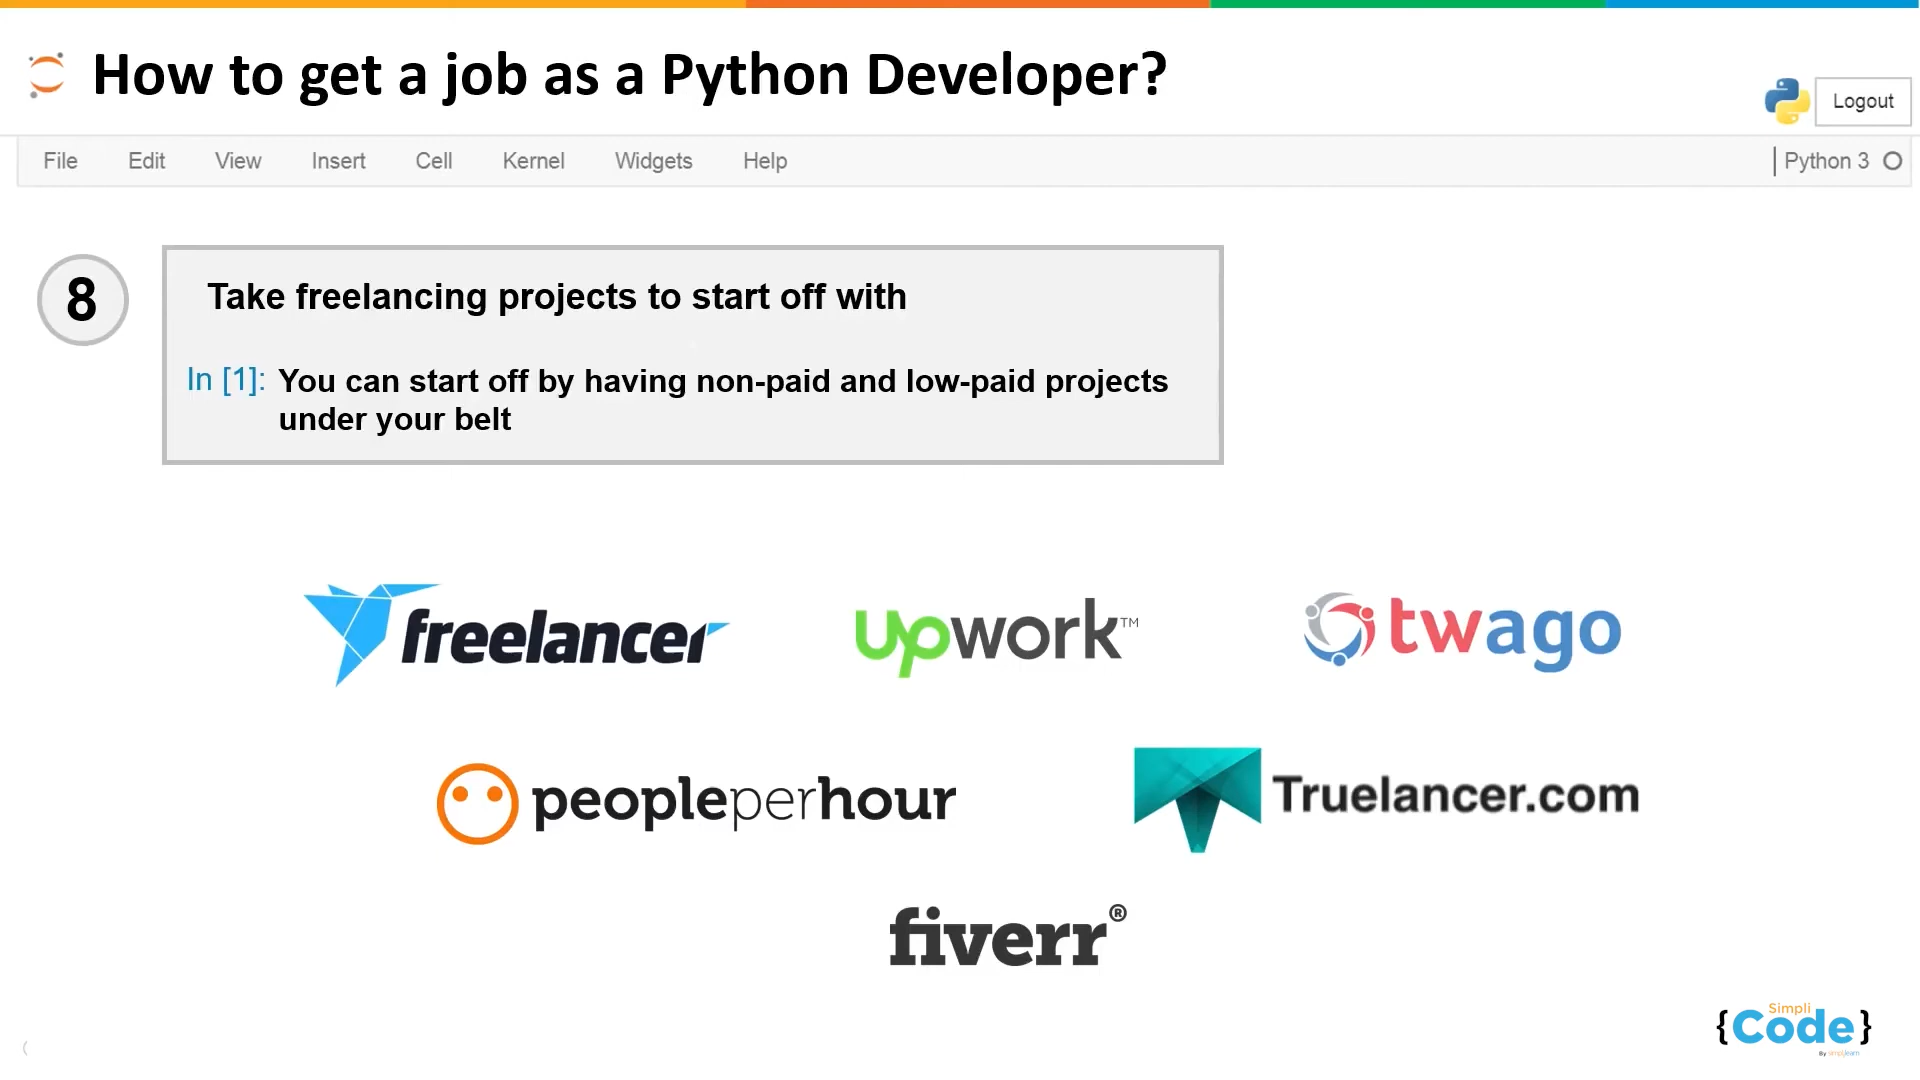 How to get a job as a Python Developer?
Logout
File Edit View Insert Cell Kernel Widgets Help
Python 3
8
Take freelancing projects to start off with
In [1]: You can start off by having non-paid and low-paid projects
under your belt
freelancer
upwork™
twago
peopleperhour
Truelancer.com
fiverr®
Simpli
{Code}
By simplilearn